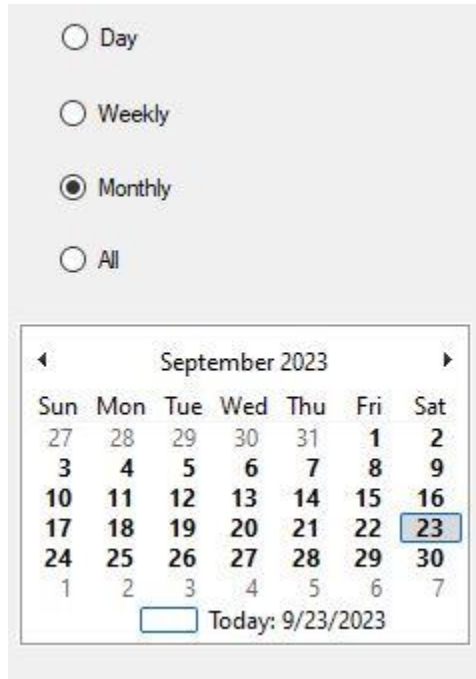 Day
Weekly
Monthly
All
September 2023
Sun Mon Tue Wed Thu Fri Sat
27 28 29 30 31 1 2
3 4 5 6 7 8 9
10 11 12 13 14 15 16
17 18 19 20 21 22 23
24 25 26 27 28 29 30
1 2 3 4 5 6 7
Today: 9/23/2023